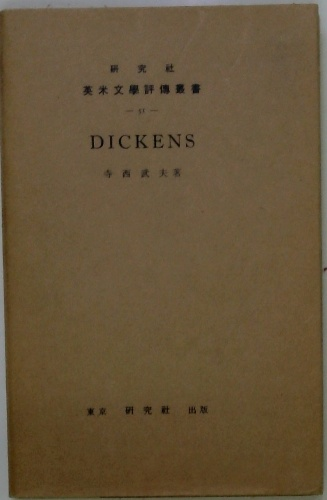 研究社
英米文學評傳叢書
— 51 —
DICKENS
寺西武夫著
東京 研究社 出版